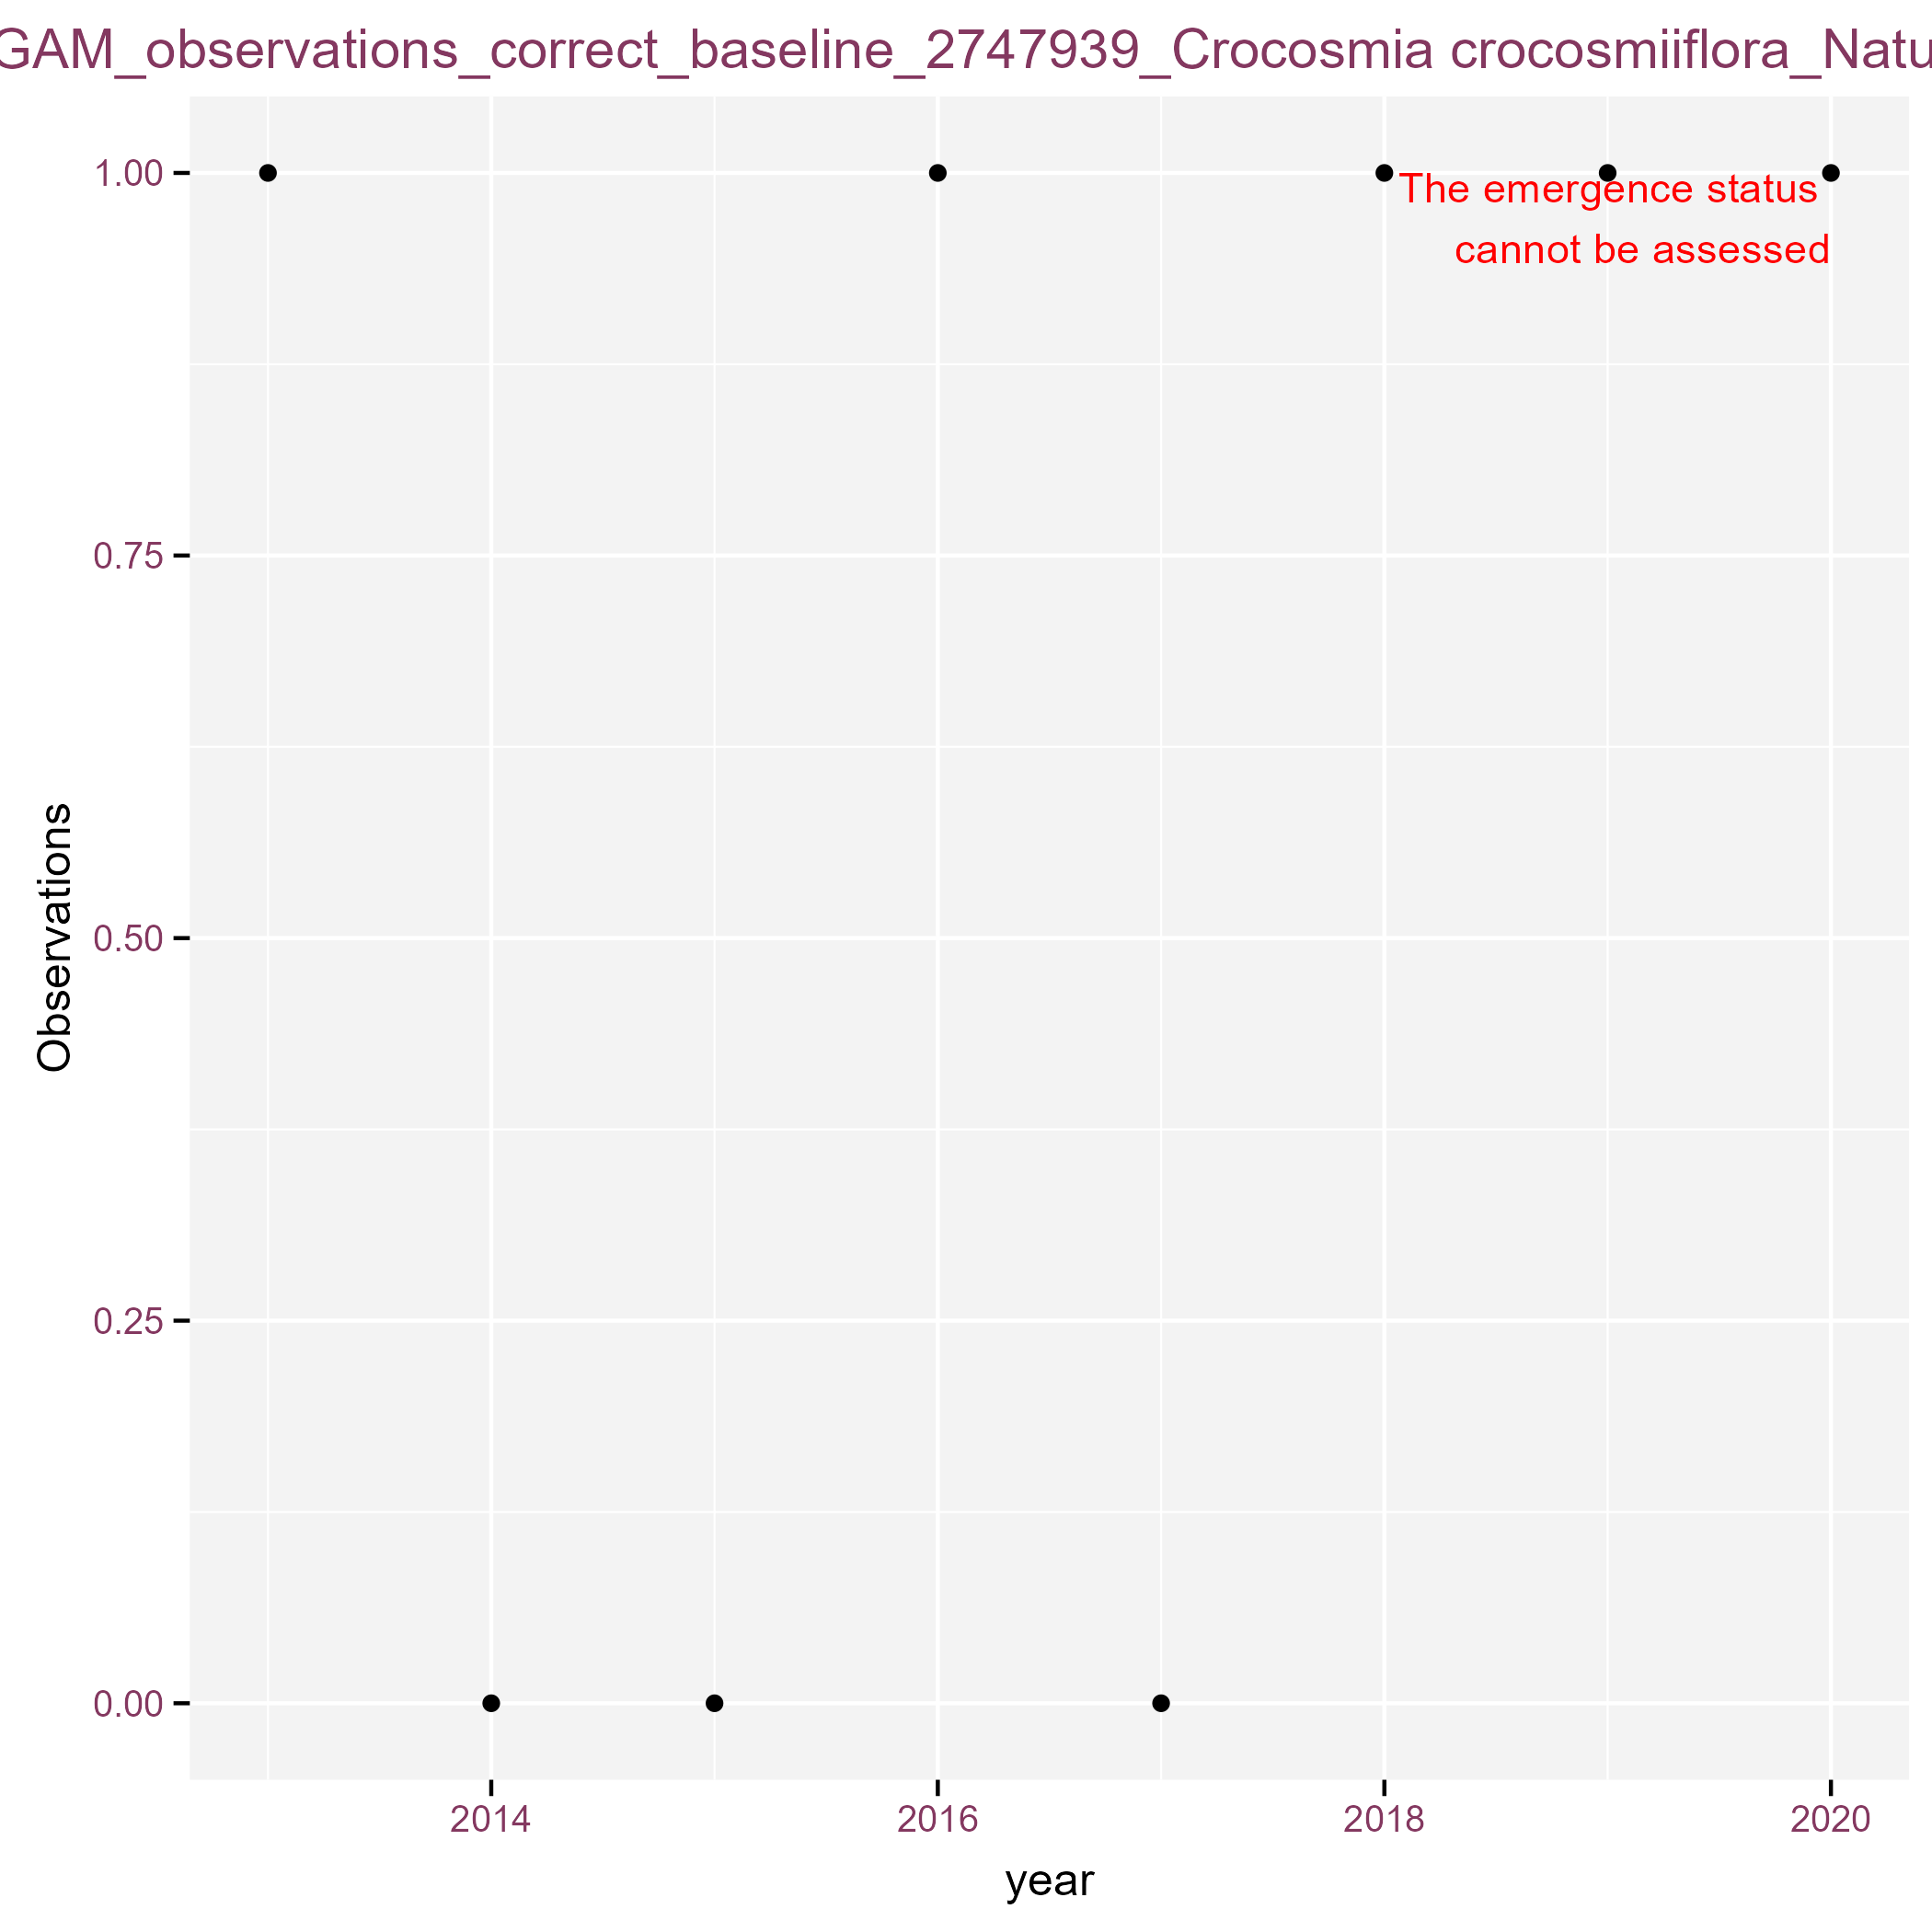 GAM_observations_correct_baseline_2747939_Crocosmia crocosmiiflora_Natu
1.00
The emergence status
cannot be assessed
0.75
0.50
0.25
0.00
Observations
2014 2016 2018 2020
year